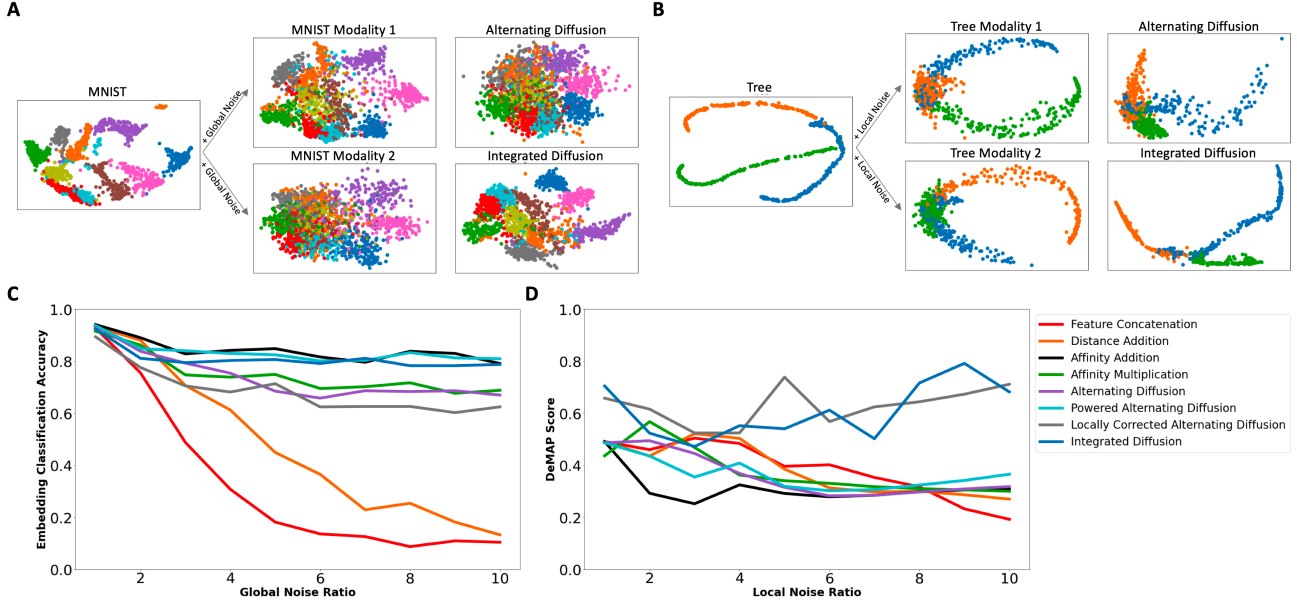 A
MNIST
+ Global Noise
+ Global Noise
MNIST Modality 1
Alternating Diffusion
MNIST Modality 2
Integrated Diffusion
B
Tree
+ Local Noise
+ Local Noise
Tree Modality 1
Alternating Diffusion
Tree Modality 2
Integrated Diffusion
C
Embedding Classification Accuracy
1.0
0.8
0.6
0.4
0.2
0.0
2 4 6 8 10
Global Noise Ratio
D
DeMAP Score
1.0
0.8
0.6
0.4
0.2
0.0
2 4 6 8 10
Local Noise Ratio
Feature Concatenation
Distance Addition
Affinity Addition
Affinity Multiplication
Alternating Diffusion
Powered Alternating Diffusion
Locally Corrected Alternating Diffusion
Integrated Diffusion